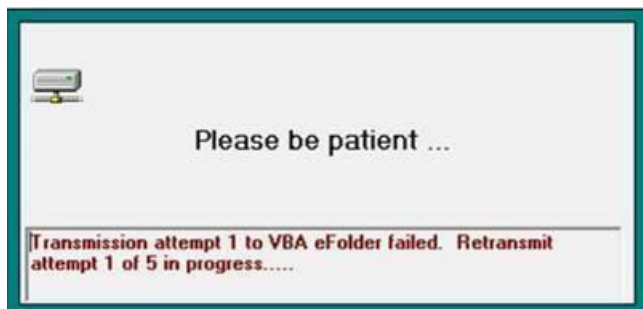 Please be patient ...
Transmission attempt 1 to VBA eFolder failed.  Retransmit
attempt 1 of 5 in progress.....